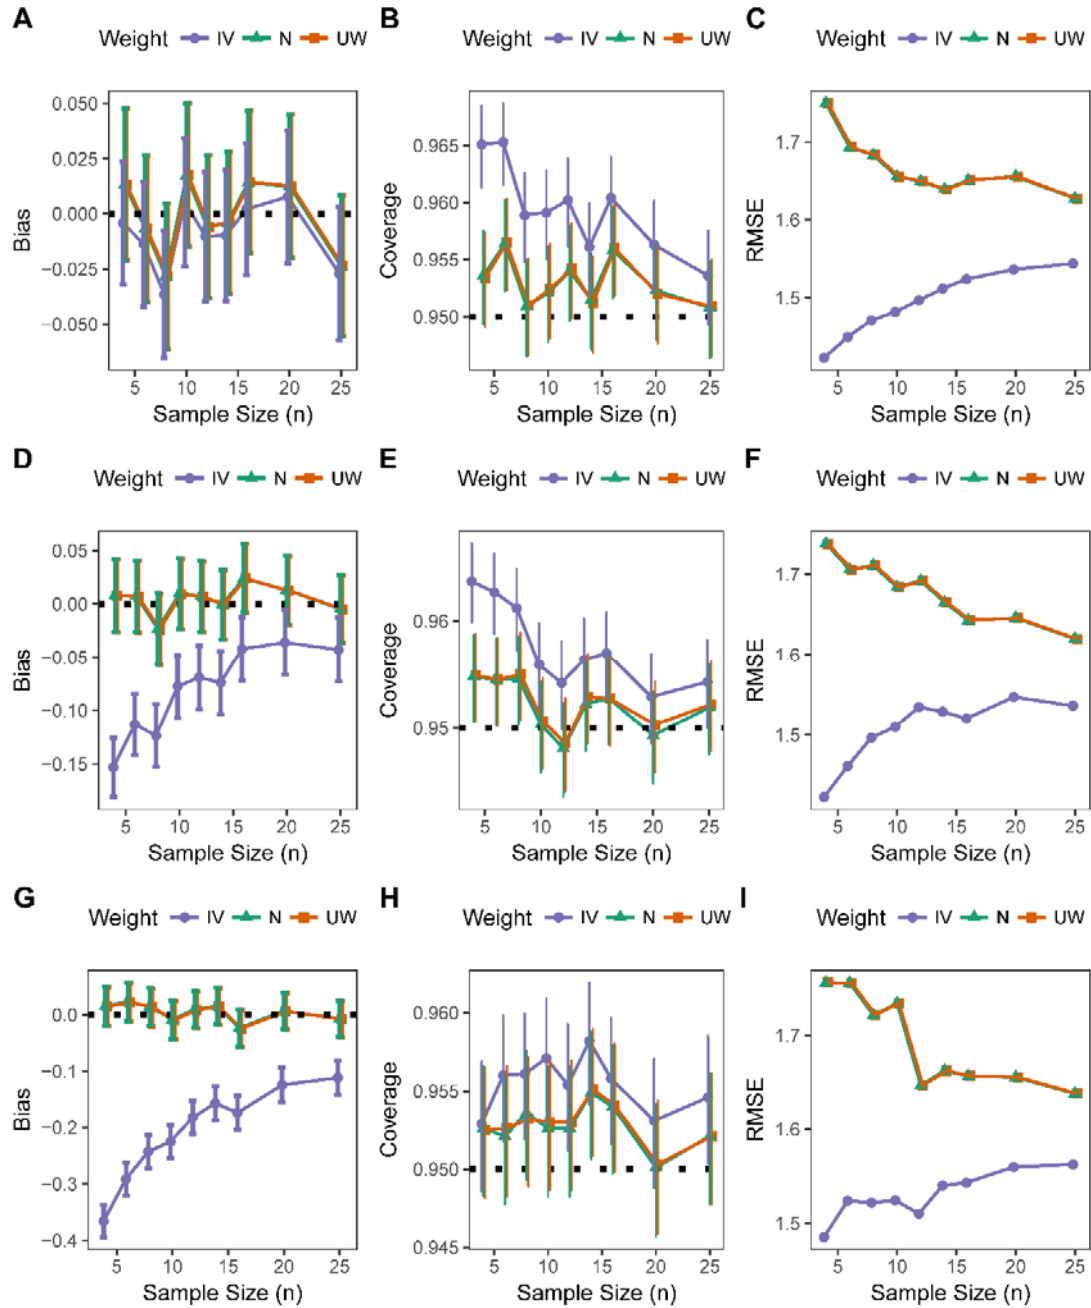 A
B
C
Weight IV N UW
Weight IV N UW
Weight IV N UW
Bias
0.050
0.025
0.000
−0.025
−0.050
5 10 15 20 25
Sample Size (n)
Coverage
0.965
0.960
0.955
0.950
5 10 15 20 25
Sample Size (n)
RMSE
1.7
1.6
1.5
5 10 15 20 25
Sample Size (n)
D
E
F
Weight IV N UW
Weight IV N UW
Weight IV N UW
Bias
0.05
0.00
−0.05
−0.10
−0.15
5 10 15 20 25
Sample Size (n)
Coverage
0.96
0.95
5 10 15 20 25
Sample Size (n)
RMSE
1.7
1.6
1.5
5 10 15 20 25
Sample Size (n)
G
H
I
Weight IV N UW
Weight IV N UW
Weight IV N UW
Bias
0.0
−0.1
−0.2
−0.3
−0.4
5 10 15 20 25
Sample Size (n)
Coverage
0.960
0.955
0.950
0.945
5 10 15 20 25
Sample Size (n)
RMSE
1.7
1.6
1.5
5 10 15 20 25
Sample Size (n)